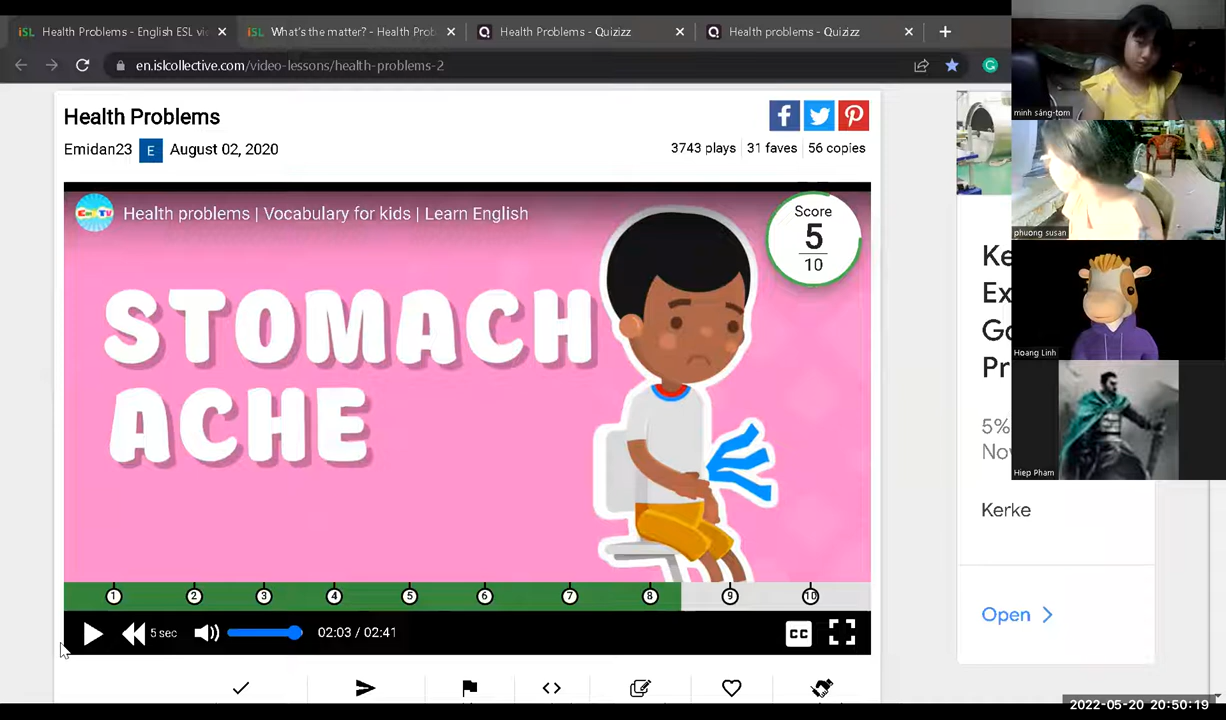 iSL Health Problems - English ESL vi
iSL What's the matter? - Health Prob
Health Problems - Quizizz
Health problems - Quizizz
en.islcollective.com/video-lessons/health-problems-2
Health Problems
Emidan23 E August 02, 2020
3743 plays 31 faves 56 copies
Health problems | Vocabulary for kids | Learn English
Score
5
10
STOMACH
ACHE
1 2 3 4 5 6 7 8 9 10
5 sec 02:03 / 02:41 CC
minh sáng-tom
phuong susan
Hoang Linh
Hiep Pham
Ke
Ex
Go
Pr
5%
No
Kerke
Open
2022-05-20 20:50:19